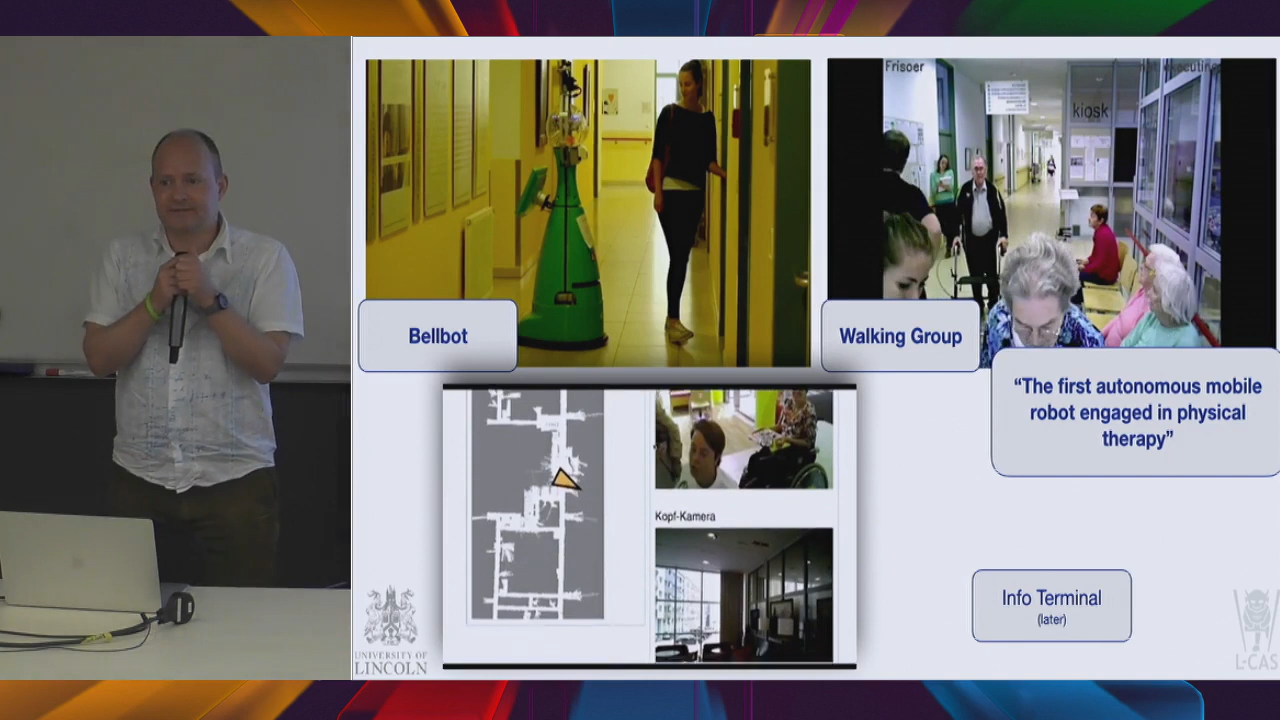 Frisoer
executing
kiosk
Bellbot
Walking Group
“The first autonomous mobile
robot engaged in physical
therapy”
Kopf-Kamera
Info Terminal
(later)
UNIVERSITY OF
LINCOLN
L-CAS